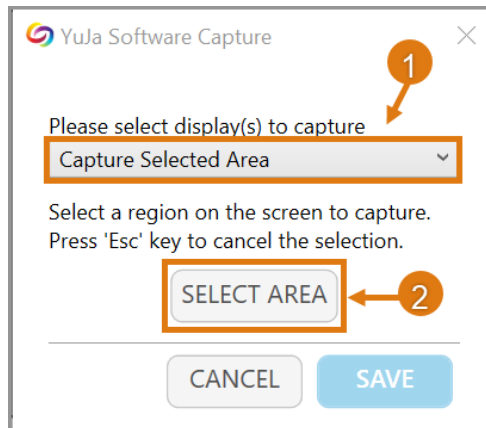 YuJa Software Capture
1
Please select display(s) to capture
Capture Selected Area
Select a region on the screen to capture.
Press 'Esc' key to cancel the selection.
SELECT AREA
2
CANCEL
SAVE